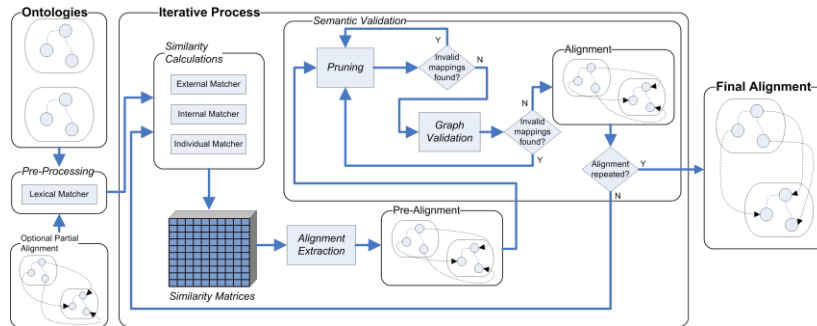 Ontologies
Pre-Processing
Lexical Matcher
Optional Partial
Alignment
Iterative Process
Similarity
Calculations
External Matcher
Internal Matcher
Individual Matcher
Similarity Matrices
Alignment
Extraction
Pre-Alignment
Semantic Validation
Pruning
Y
Invalid
mappings
found?
N
Graph
Validation
N
Invalid
mappings
found?
Y
Alignment
Alignment
repeated?
Y
N
Final Alignment